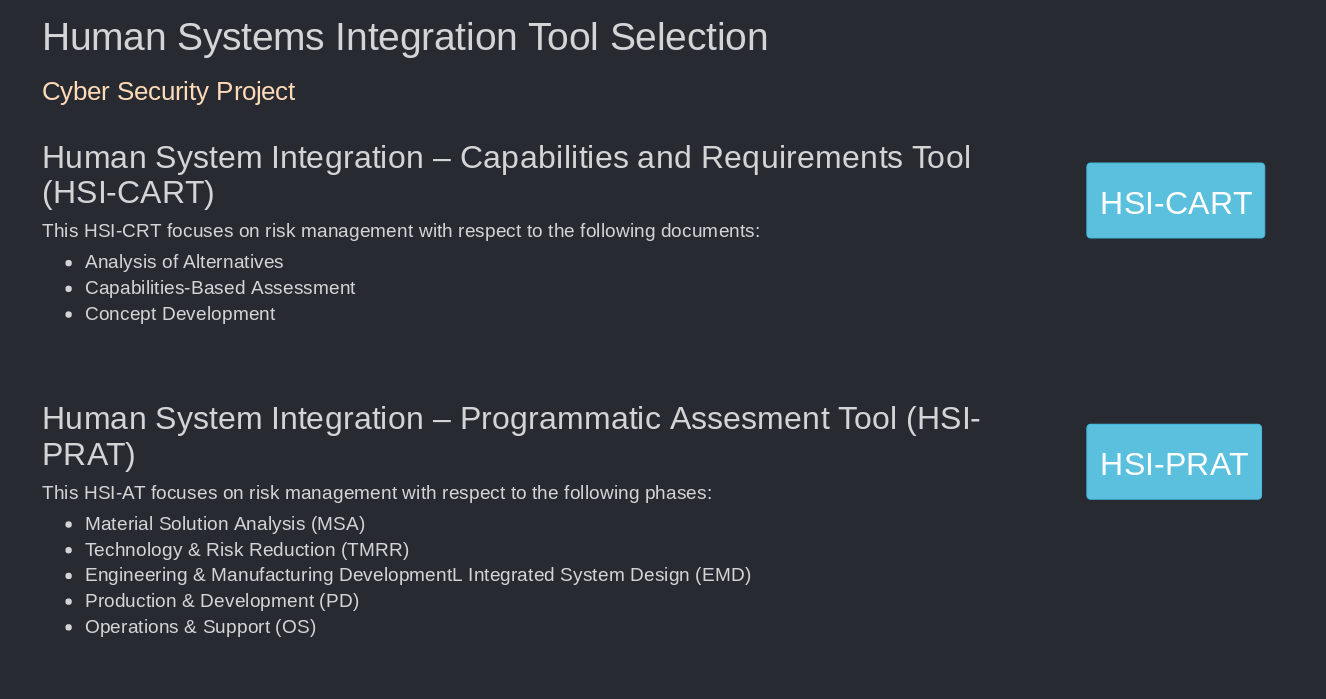 Human Systems Integration Tool Selection
Cyber Security Project
Human System Integration – Capabilities and Requirements Tool
(HSI-CART)
HSI-CART
This HSI-CRT focuses on risk management with respect to the following documents:
• Analysis of Alternatives
• Capabilities-Based Assessment
• Concept Development
Human System Integration – Programmatic Assesment Tool (HSI-
PRAT)
HSI-PRAT
This HSI-AT focuses on risk management with respect to the following phases:
• Material Solution Analysis (MSA)
• Technology & Risk Reduction (TMRR)
• Engineering & Manufacturing DevelopmentL Integrated System Design (EMD)
• Production & Development (PD)
• Operations & Support (OS)